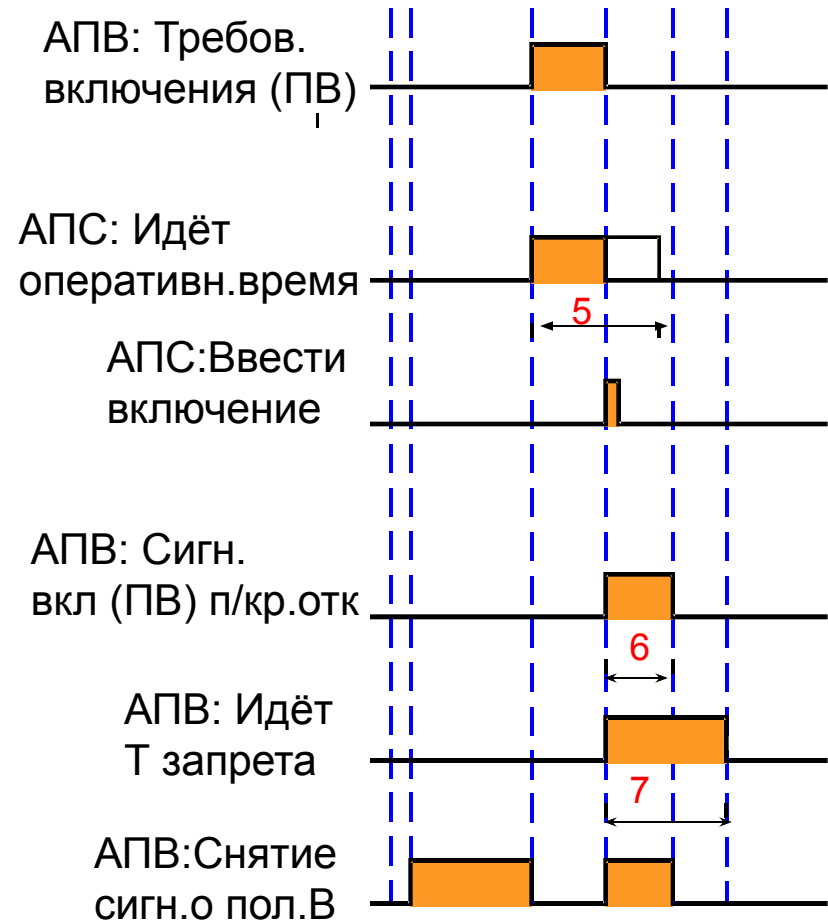 АПВ: Требов.
включения (ПВ)
АПС: Идёт
оперативн.время
5
АПС:Ввести
включение
АПВ: Сигн.
вкл (ПВ) п/кр.отк
6
АПВ: Идёт
Т запрета
7
АПВ:Снятие
сигн.о пол.В